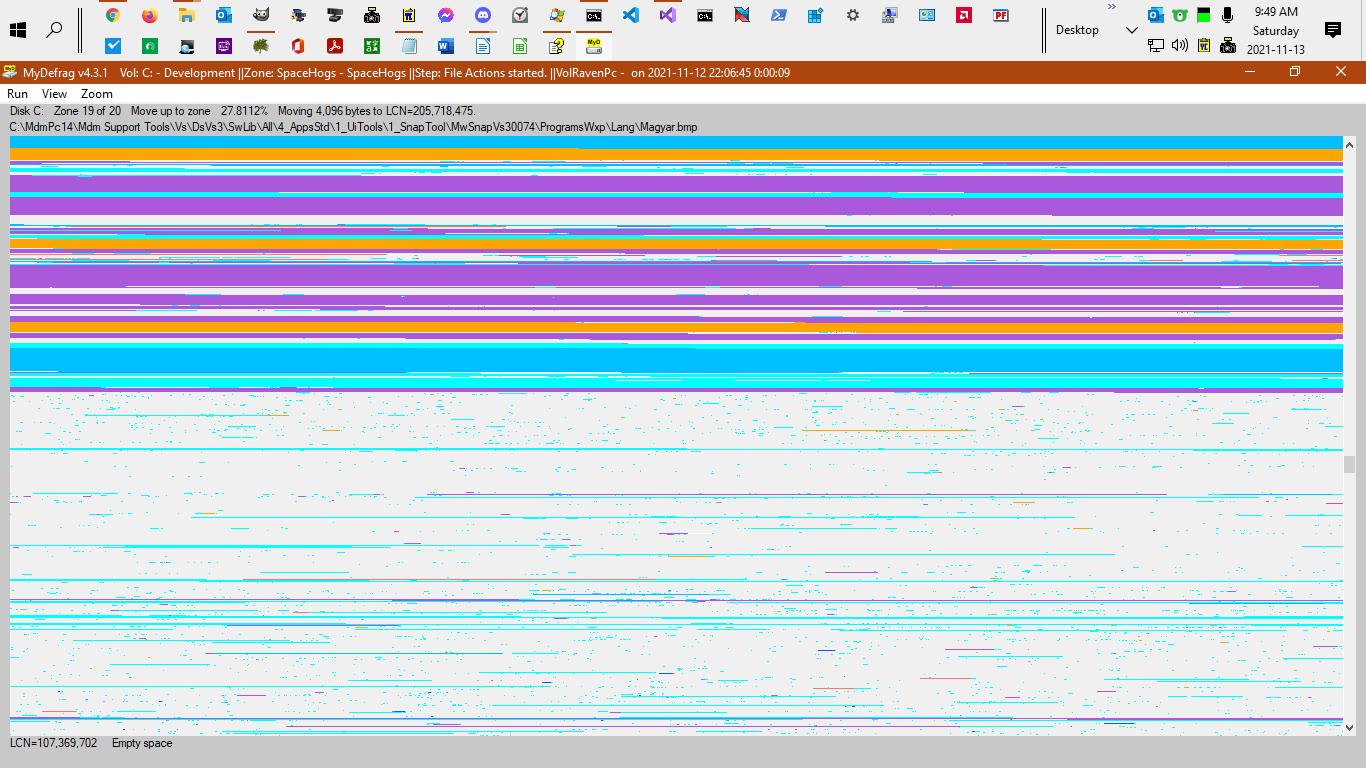 9:49 AM
Desktop
Saturday
2021-11-13
MyDefrag v4.3.1 Vol: C: - Development ||Zone: SpaceHogs - SpaceHogs ||Step: File Actions started. ||VolRavenPc - on 2021-11-12 22:06:45 0:00:09
Run View Zoom
Disk C: Zone 19 of 20 Move up to zone 27.8112% Moving 4,096 bytes to LCN=205,718,475.
C:\MdmPc14\Mdm Support Tools\Vs\DsVs3\SwLib\All\4_AppsStd\1_UiTools\1_SnapTool\MwSnapVs30074\ProgramsWxp\Lang\Magyar.bmp
LCN=107,369,702 Empty space